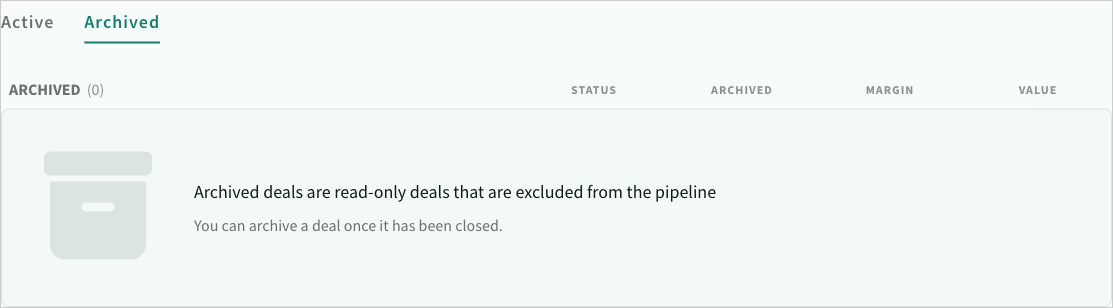 Active Archived
ARCHIVED (0) STATUS ARCHIVED MARGIN VALUE
Archived deals are read-only deals that are excluded from the pipeline
You can archive a deal once it has been closed.